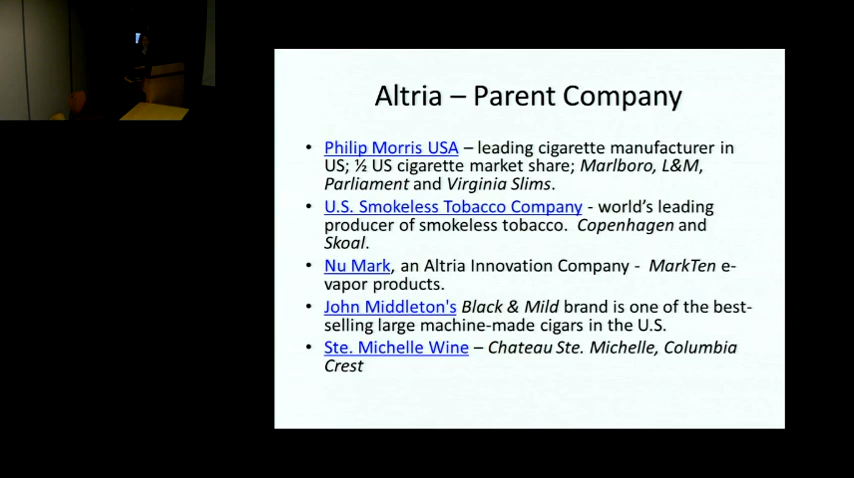 Altria – Parent Company
• Philip Morris USA – leading cigarette manufacturer in
US; ½ US cigarette market share; Marlboro, L&M,
Parliament and Virginia Slims.
• U.S. Smokeless Tobacco Company - world’s leading
producer of smokeless tobacco. Copenhagen and
Skoal.
• Nu Mark, an Altria Innovation Company - MarkTen e-
vapor products.
• John Middleton's Black & Mild brand is one of the best-
selling large machine-made cigars in the U.S.
• Ste. Michelle Wine – Chateau Ste. Michelle, Columbia
Crest